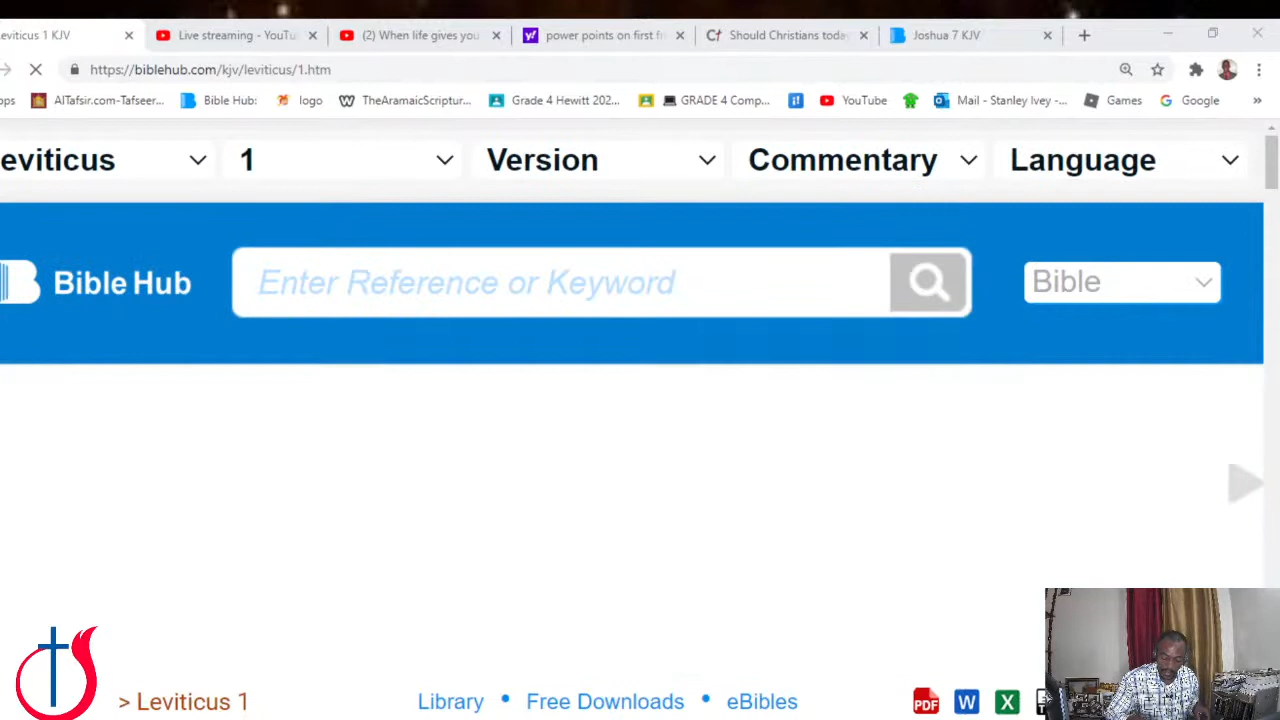 eviticus 1 KJV
Live streaming - YouTu
(2) When life gives you
power points on first f
Should Christians toda
Joshua 7 KJV
https://biblehub.com/kjv/leviticus/1.htm
ops
AlTafsir.com-Tafseer...
Bible Hub:
logo
TheAramaicScriptur...
Grade 4 Hewitt 202...
GRADE 4 Comp...
YouTube
Mail - Stanley Ivey -...
Games
Google
»
eviticus
1
Version
Commentary
Language
Bible Hub
Enter Reference or Keyword
Bible
> Leviticus 1
Library • Free Downloads • eBibles
PDF
W
X